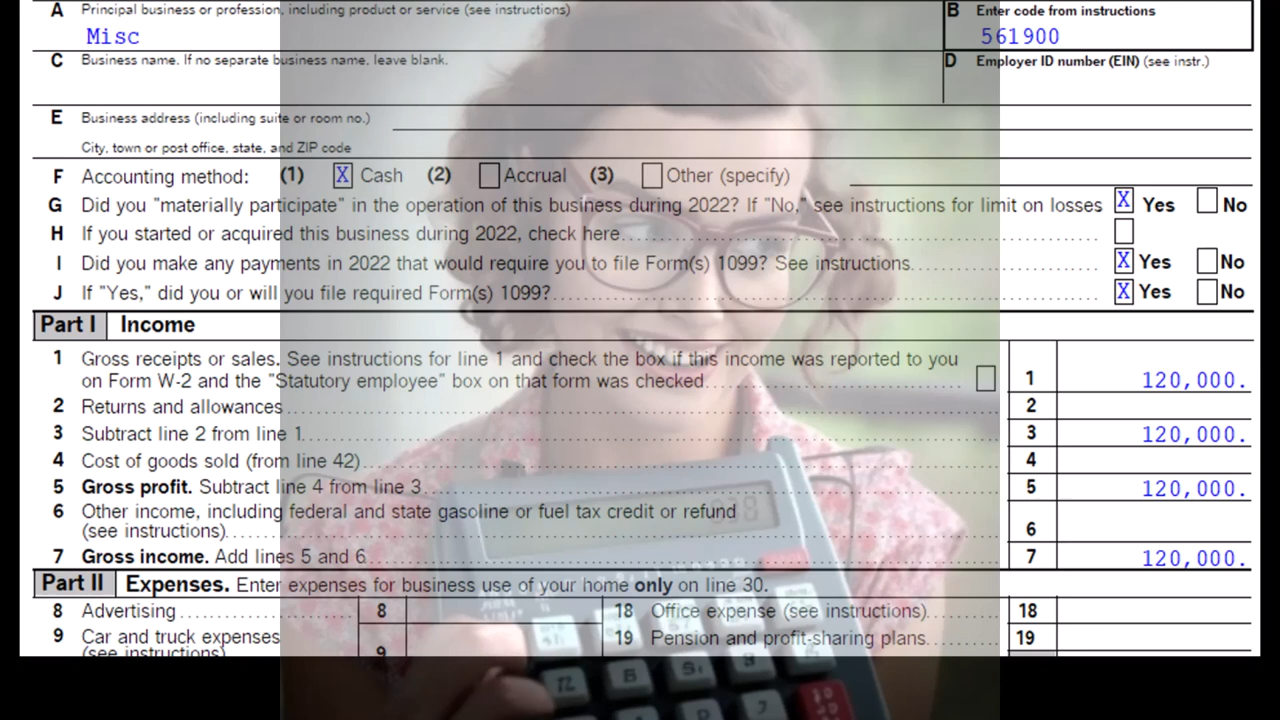 A Principal business or profession, including product or service (see instructions)
Misc
B Enter code from instructions
561900
C Business name. If no separate business name, leave blank.
D Employer ID number (EIN) (see instr.)
E Business address (including suite or room no.)
City, town or post office, state, and ZIP code
F Accounting method: (1) X Cash (2) Accrual (3) Other (specify)
G Did you "materially participate" in the operation of this business during 2022? If "No," see instructions for limit on losses X Yes No
H If you started or acquired this business during 2022, check here
I Did you make any payments in 2022 that would require you to file Form(s) 1099? See instructions. X Yes No
J If "Yes," did you or will you file required Form(s) 1099? X Yes No
Part I Income
1 Gross receipts or sales. See instructions for line 1 and check the box if this income was reported to you
on Form W-2 and the "Statutory employee" box on that form was checked 1 120,000.
2 Returns and allowances 2
3 Subtract line 2 from line 1 3 120,000.
4 Cost of goods sold (from line 42) 4
5 Gross profit. Subtract line 4 from line 3 5 120,000.
6 Other income, including federal and state gasoline or fuel tax credit or refund
(see instructions) 6
7 Gross income. Add lines 5 and 6 7 120,000.
Part II Expenses. Enter expenses for business use of your home only on line 30.
8 Advertising 8 18 Office expense (see instructions) 18
9 Car and truck expenses 19 Pension and profit-sharing plans 19
(see instructions) 9